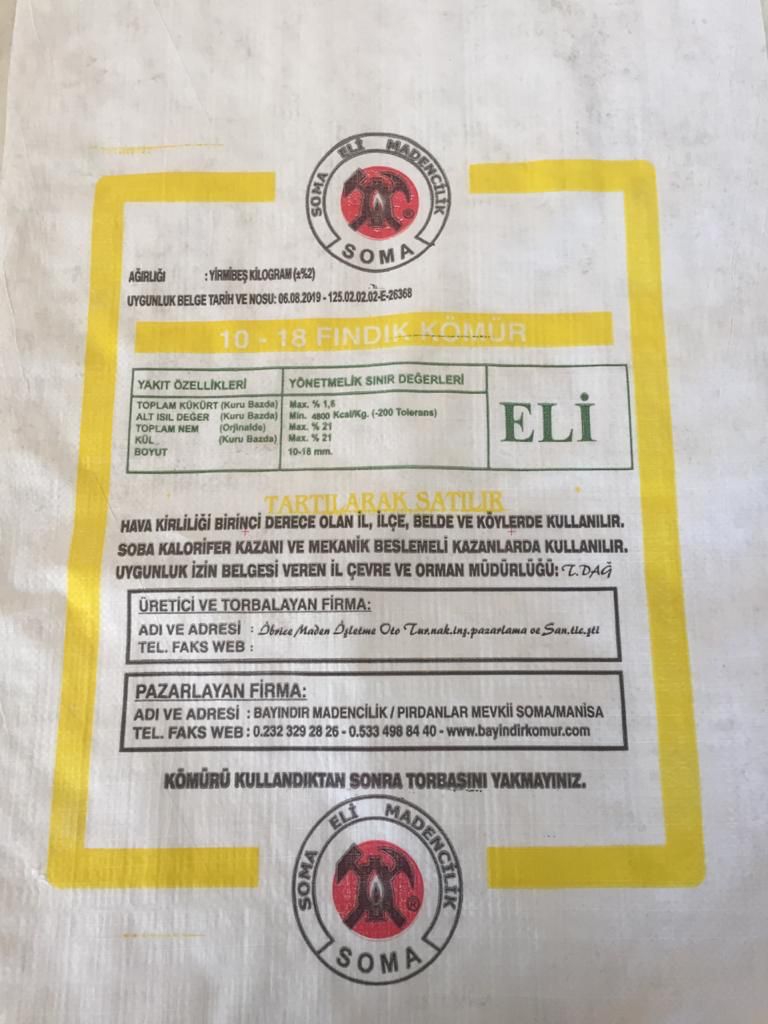 SOMA ELİ MADENCİLİK
®
SOMA
AĞIRLIĞI : YİRMİBEŞ KİLOGRAM (±%2)
UYGUNLUK BELGE TARİH VE NOSU: 06.08.2019 - 125.02.02.02-E-26368
10 - 18 FINDIK KÖMÜR
YAKIT ÖZELLİKLERİ YÖNETMELİK SINIR DEĞERLERİ
TOPLAM KÜKÜRT (Kuru Bazda) Max. % 1,6
ALT ISIL DEĞER (Kuru Bazda) Min. 4800 Kcal/Kg. (-200 Tolerans)
TOPLAM NEM (Orjinalde) Max. % 21
KÜL (Kuru Bazda) Max. % 21
BOYUT 10-18 mm.
ELİ
TARTILARAK SATILIR
HAVA KİRLİLİĞİ BİRİNÇİ DERECE OLAN İL, İLÇE, BELDE VE KÖYLERDE KULLANILIR.
SOBA KALORİFER KAZANI VE MEKANİK BESLEMELİ KAZANLARDA KULLANILIR.
UYGUNLUK İZİN BELGESİ VEREN İL ÇEVRE VE ORMAN MÜDÜRLÜĞÜ: T.DAĞ
ÜRETİCİ VE TORBALAYAN FİRMA:
ADI VE ADRESİ : İbrice Maden İşletme Oto Tur.nak.inş.pazarlama ve San.tic.şti
TEL. FAKS WEB :
PAZARLAYAN FİRMA:
ADI VE ADRESİ : BAYINDIR MADENCİLİK / PIRDANLAR MEVKİİ SOMA/MANİSA
TEL. FAKS WEB : 0.232 329 28 26 - 0.533 498 84 40 - www.bayindirkomur.com
KÖMÜRÜ KULLANDIKTAN SONRA TORBASINI YAKMAYINIZ.
SOMA ELİ MADENCİLİK
®
SOMA